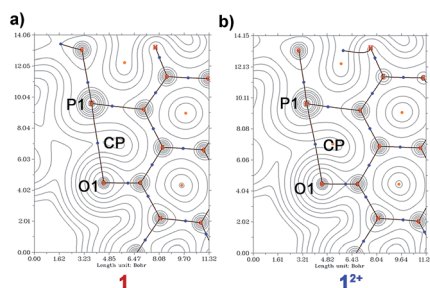 a) b)
14.06 14.15
12.05 12.13
10.04 10.11
8.04 8.09
6.03 6.06
4.02 4.04
2.01 2.02
0.00 0.00
P1 P1
CP CP
O1 O1
0.00 1.62 3.23 4.85 6.47 8.08 9.70 11.32
0.00 1.61 3.21 4.82 6.43 8.04 9.64
Length unit: Bohr Length unit: Bohr
1 1²⁺